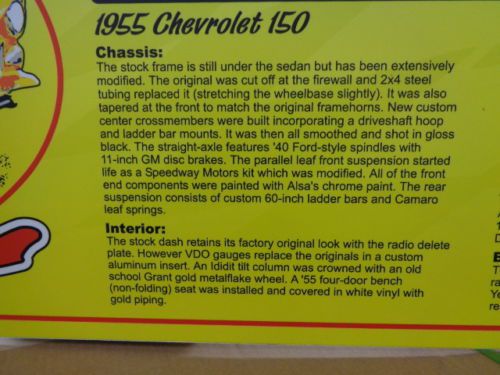 1955 Chevrolet 150
Chassis:
The stock frame is still under the sedan but has been extensively
modified. The original was cut off at the firewall and 2x4 steel
tubing replaced it (stretching the wheelbase slightly). It was also
tapered at the front to match the original framehorns. New custom
center crossmembers were built incorporating a driveshaft hoop
and ladder bar mounts. It was then all smoothed and shot in gloss
black. The straight-axle features '40 Ford-style spindles with
11-inch GM disc brakes. The parallel leaf front suspension started
life as a Speedway Motors kit which was modified. All of the front
end components were painted with Alsa's chrome paint. The rear
suspension consists of custom 60-inch ladder bars and Camaro
leaf springs.
Interior:
The stock dash retains its factory original look with the radio delete
plate. However VDO gauges replace the originals in a custom
aluminum insert. An Ididit tilt column was crowned with an old
school Grant gold metalflake wheel. A '55 four-door bench
(non-folding) seat was installed and covered in white vinyl with
gold piping.